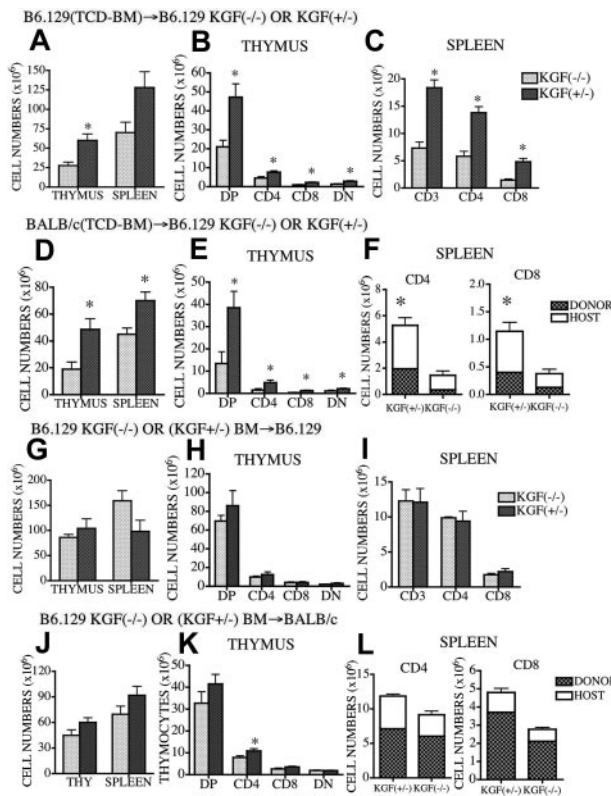 B6.129(TCD-BM)→B6.129 KGF(-/-) OR KGF(+/-)
A
CELL NUMBERS (x10⁶)
150
125
100
75
50
25
0
*
THYMUS SPLEEN
B THYMUS
CELL NUMBERS (x10⁶)
60
50
40
30
20
10
0
* * * *
DP CD4 CD8 DN
C SPLEEN
CELL NUMBERS (x10⁶)
20
15
10
5
0
* * *
CD3 CD4 CD8
KGF(-/-)
KGF(+/-)
BALB/c(TCD-BM)→B6.129 KGF(-/-) OR KGF(+/-)
D
CELL NUMBERS (x10⁶)
100
80
60
40
20
0
* *
THYMUS SPLEEN
E THYMUS
CELL NUMBERS (x10⁶)
50
40
30
20
10
0
* * * *
DP CD4 CD8 DN
F SPLEEN
CD4
CELL NUMBERS (x10⁶)
8
6
4
2
0
*
KGF(+/-) KGF(-/-)
CD8
1.8
1.2
0.6
0.0
*
KGF(+/-) KGF(-/-)
DONOR
HOST
B6.129 KGF(-/-) OR (KGF+/-) BM→B6.129
G
CELL NUMBERS (x10⁶)
200
150
100
50
0
THYMUS SPLEEN
H THYMUS
CELL NUMBERS (x10⁶)
120
100
80
60
40
20
0
DP CD4 CD8 DN
I SPLEEN
CELL NUMBERS (x10⁶)
15
10
5
0
CD3 CD4 CD8
KGF(-/-)
KGF(+/-)
B6.129 KGF(-/-) OR (KGF+/-) BM→BALB/c
J
CELL NUMBERS (x10⁶)
150
120
90
60
30
0
THY SPLEEN
K THYMUS
THYMOCYTES (x10⁶)
60
50
40
30
20
10
0
*
DP CD4 CD8 DN
L SPLEEN
CD4
CELL NUMBERS (x10⁶)
15
10
5
0
KGF(+/-) KGF(-/-)
CD8
CELL NUMBERS (x10⁶)
6
5
4
3
2
1
0
KGF(+/-) KGF(-/-)
DONOR
HOST